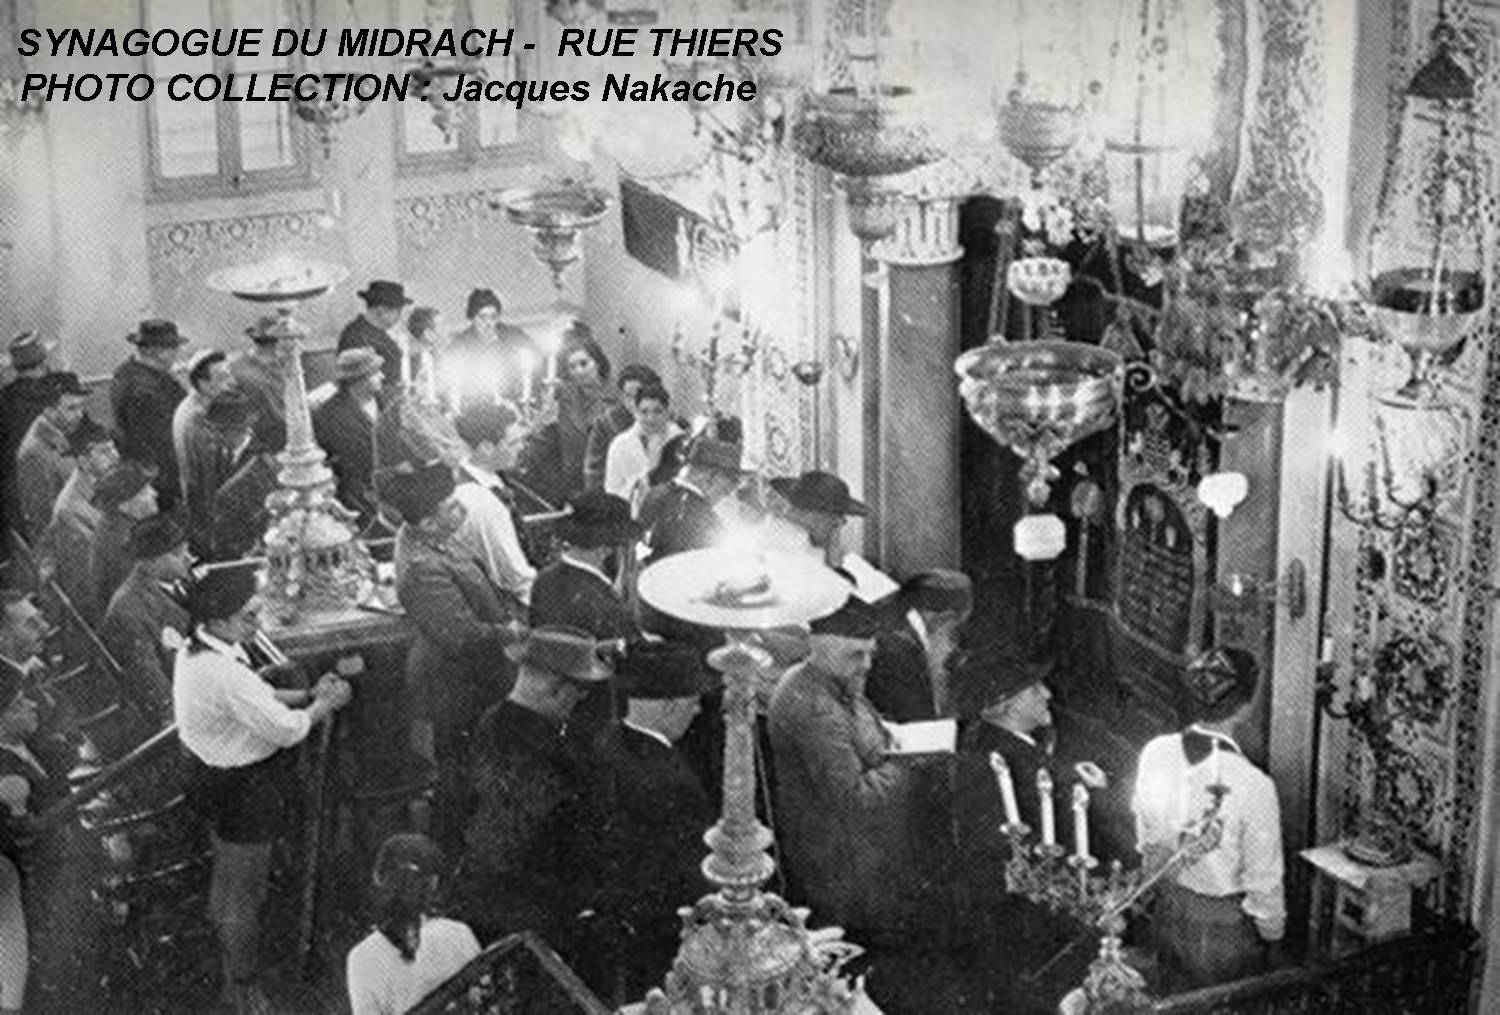 SYNAGOGUE DU MIDRACH - RUE THIERS
PHOTO COLLECTION : Jacques Nakache